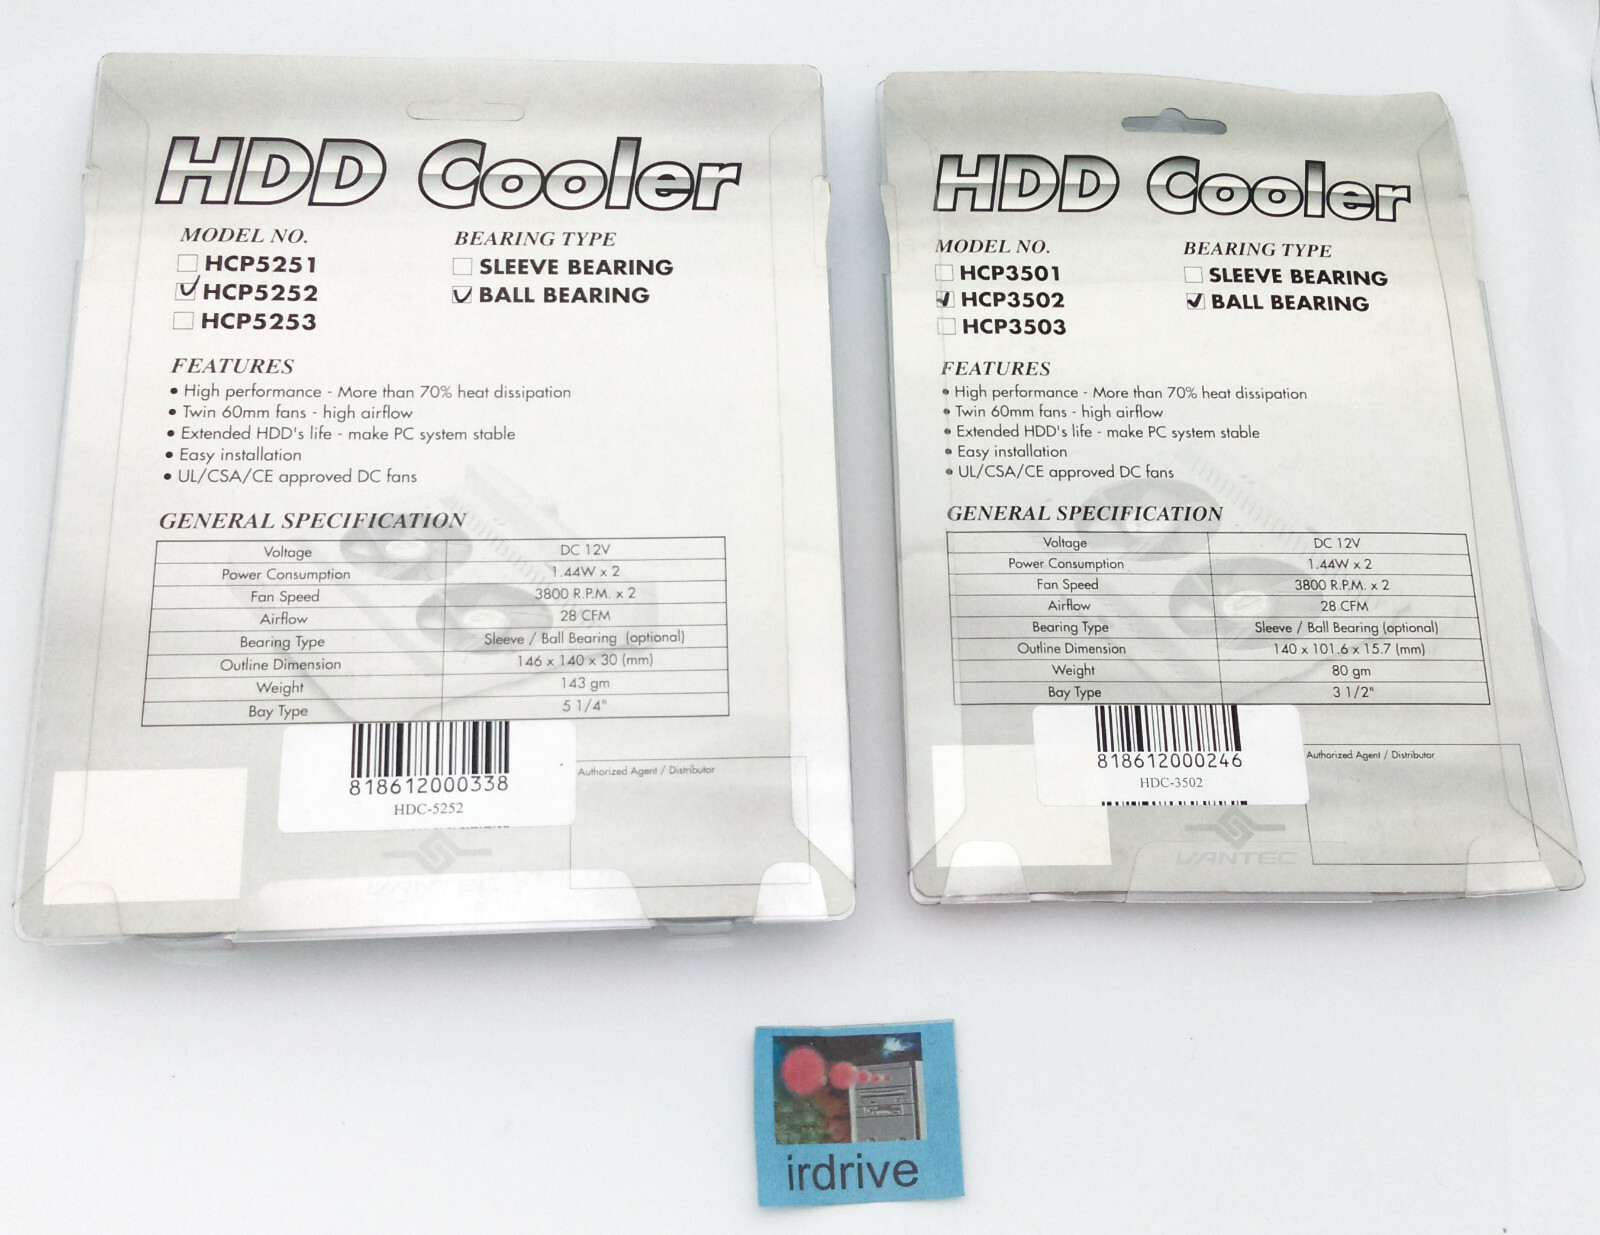 HDD Cooler
MODEL NO.
HCP5251
HCP5252
HCP5253
BEARING TYPE
SLEEVE BEARING
BALL BEARING
FEATURES
• High performance - More than 70% heat dissipation
• Twin 60mm fans - high airflow
• Extended HDD's life - make PC system stable
• Easy installation
• UL/CSA/CE approved DC fans
GENERAL SPECIFICATION
Voltage DC 12V
Power Consumption 1.44W x 2
Fan Speed 3800 R.P.M. x 2
Airflow 28 CFM
Bearing Type Sleeve / Ball Bearing (optional)
Outline Dimension 146 x 140 x 30 (mm)
Weight 143 gm
Bay Type 5 1/4"
818612000338
HDC-5252
Authorized Agent / Distributor
VANTEC
HDD Cooler
MODEL NO.
HCP3501
HCP3502
HCP3503
BEARING TYPE
SLEEVE BEARING
BALL BEARING
FEATURES
• High performance - More than 70% heat dissipation
• Twin 60mm fans - high airflow
• Extended HDD's life - make PC system stable
• Easy installation
• UL/CSA/CE approved DC fans
GENERAL SPECIFICATION
Voltage DC 12V
Power Consumption 1.44W x 2
Fan Speed 3800 R.P.M. x 2
Airflow 28 CFM
Bearing Type Sleeve / Ball Bearing (optional)
Outline Dimension 140 x 101.6 x 15.7 (mm)
Weight 80 gm
Bay Type 3 1/2"
818612000246
HDC-3502
Authorized Agent / Distributor
VANTEC
irdrive